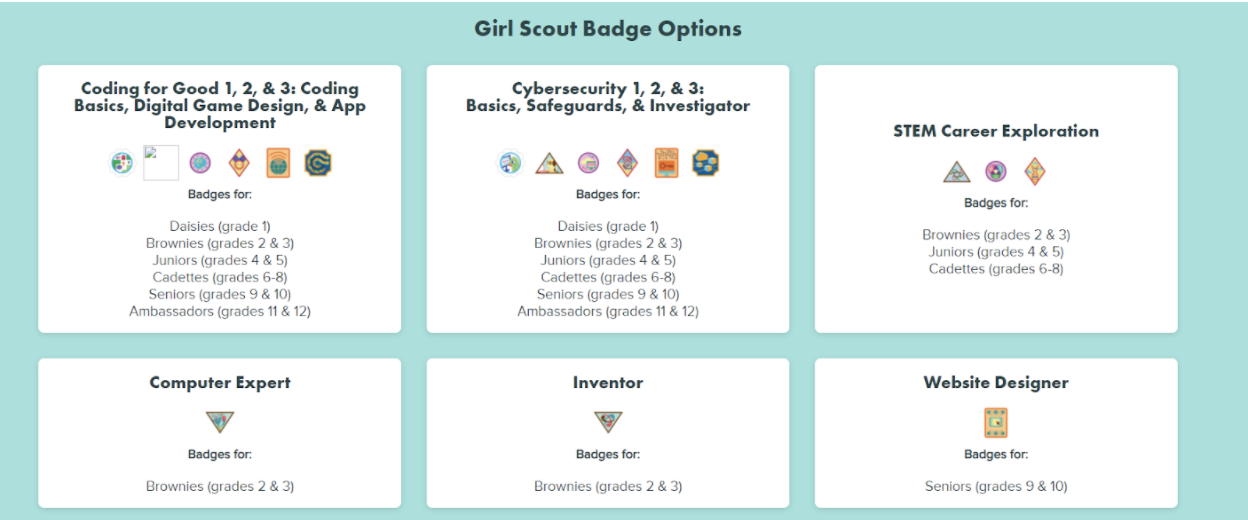 Girl Scout Badge Options
Coding for Good 1, 2, & 3: Coding
Basics, Digital Game Design, & App
Development
Badges for:
Daisies (grade 1)
Brownies (grades 2 & 3)
Juniors (grades 4 & 5)
Cadettes (grades 6-8)
Seniors (grades 9 & 10)
Ambassadors (grades 11 & 12)
Cybersecurity 1, 2, & 3:
Basics, Safeguards, & Investigator
Badges for:
Daisies (grade 1)
Brownies (grades 2 & 3)
Juniors (grades 4 & 5)
Cadettes (grades 6-8)
Seniors (grades 9 & 10)
Ambassadors (grades 11 & 12)
STEM Career Exploration
Badges for:
Brownies (grades 2 & 3)
Juniors (grades 4 & 5)
Cadettes (grades 6-8)
Computer Expert
Badges for:
Brownies (grades 2 & 3)
Inventor
Badges for:
Brownies (grades 2 & 3)
Website Designer
Badges for:
Seniors (grades 9 & 10)